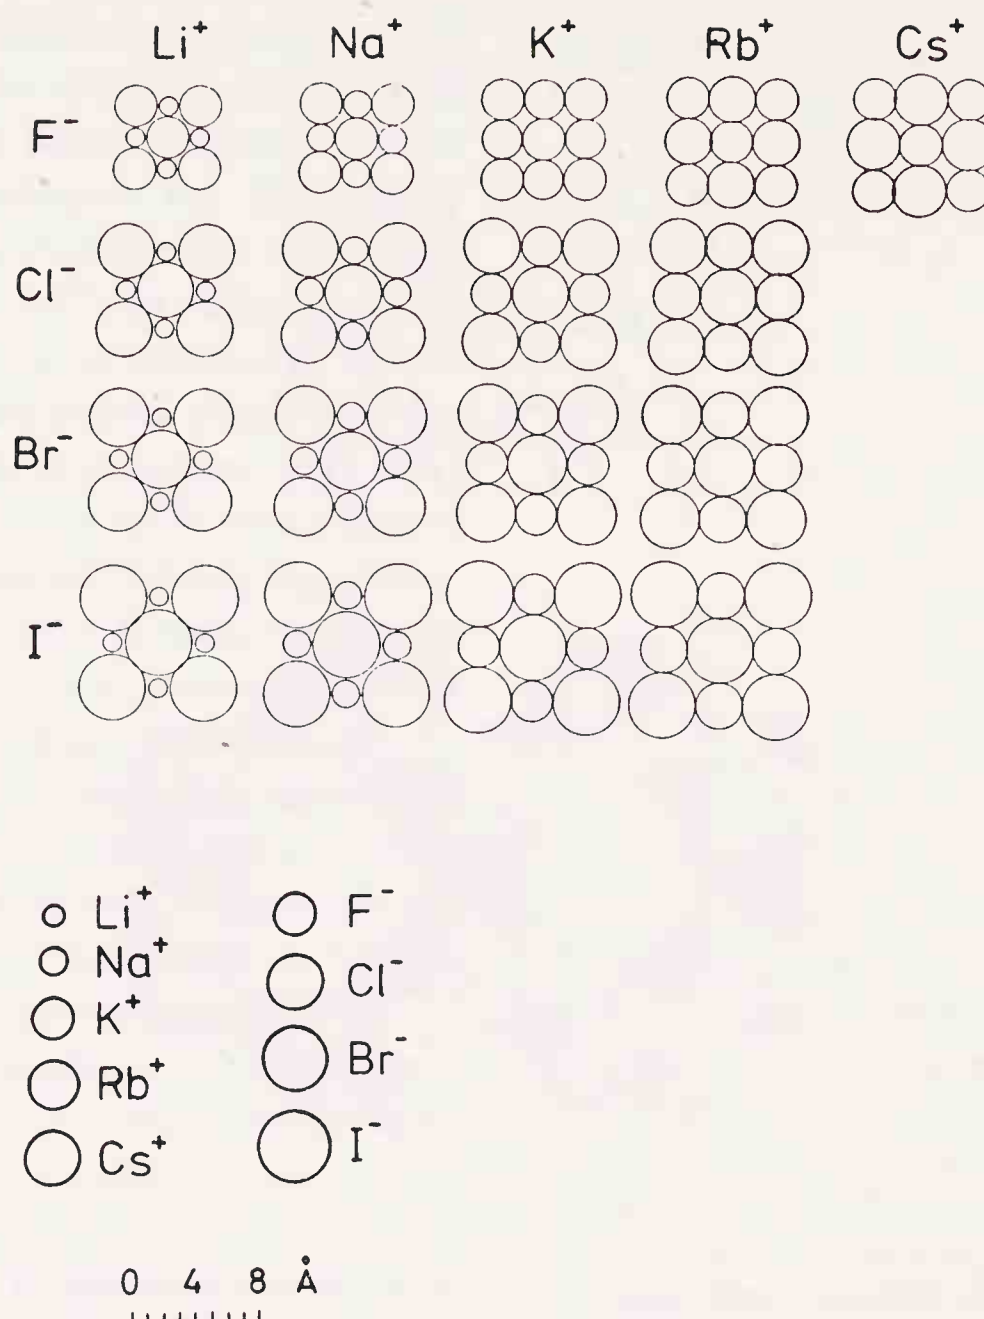 Li⁺ Na⁺ K⁺ Rb⁺ Cs⁺
F⁻
Cl⁻
Br⁻
I⁻
Li⁺ F⁻
Na⁺
Cl⁻
K⁺
Br⁻
Rb⁺
I⁻
Cs⁺
0 4 8 Å